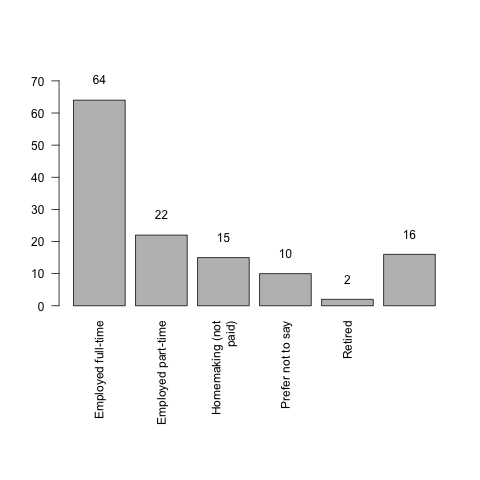 70
60
50
40
30
20
10
0
64
22
15
10
2
16
Employed full-time
Employed part-time
Homemaking (not
paid)
Prefer not to say
Retired